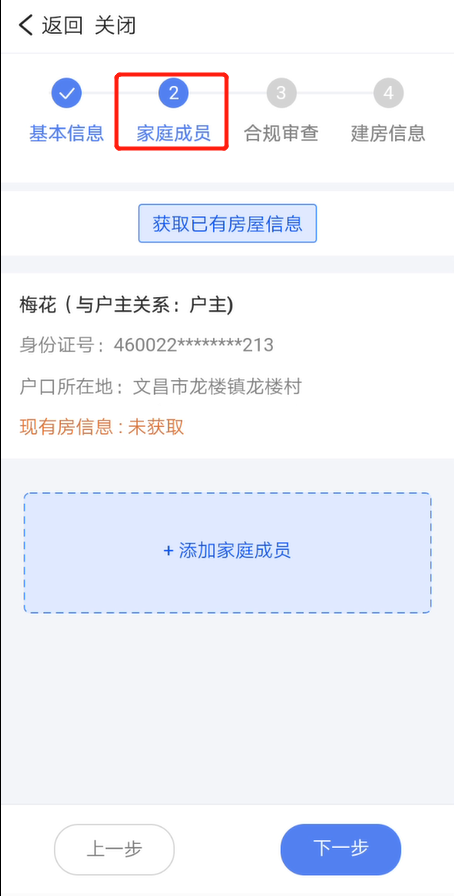 返回 关闭
2 3 4
基本信息 家庭成员 合规审查 建房信息
获取已有房屋信息
梅花（与户主关系：户主)
身份证号：460022********213
户口所在地：文昌市龙楼镇龙楼村
现有房信息：未获取
+ 添加家庭成员
上一步 下一步